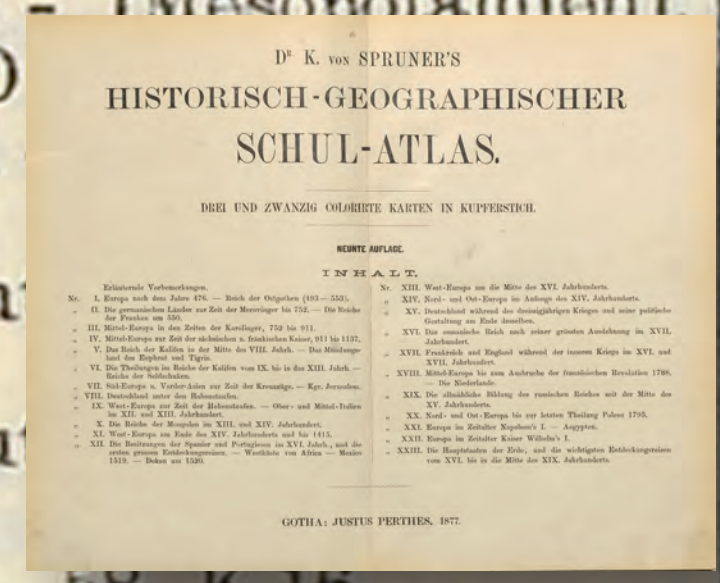 Dr K. von SPRUNER'S
HISTORISCH-GEOGRAPHISCHER
SCHUL-ATLAS.
DREI UND ZWANZIG COLORIRTE KARTEN IN KUPFERSTICH.
NEUNTE AUFLAGE.
INHALT.
Erläuternde Vorbemerkungen.
Nr. I. Europa nach dem Jahre 476. — Reich der Ostgothen (493—553).
„ II. Die germanischen Länder zur Zeit der Merovinger bis 752. — Die Reiche
der Franken um 550.
„ III. Mittel-Europa in den Zeiten der Karolinger, 752 bis 911.
„ IV. Mittel-Europa zur Zeit der sächsischen u. fränkischen Kaiser, 911 bis 1137.
„ V. Das Reich der Kalifen in der Mitte des VIII. Jahrh. — Das Mündungs-
land des Euphrat und Tigris.
„ VI. Die Theilungen im Reiche der Kalifen vom IX. bis in das XIII. Jahrh. —
Reiche der Seldschuken.
„ VII. Süd-Europa u. Vorder-Asien zur Zeit der Kreuzzüge. — Kgr. Jerusalem.
„ VIII. Deutschland unter den Hohenstaufen.
„ IX. West-Europa zur Zeit der Hohenstaufen. — Ober- und Mittel-Italien
im XII. und XIII. Jahrhundert.
„ X. Die Reiche der Mongolen im XIII. und XIV. Jahrhundert.
„ XI. West-Europa am Ende des XIV. Jahrhunderts und bis 1415.
„ XII. Die Besitzungen der Spanier und Portugiesen im XVI. Jahrh., und die
ersten grossen Entdeckungsreisen. — Westküste von Africa — Mexico
1519. — Dekan um 1520.
Nr. XIII. West-Europa um die Mitte des XVI. Jahrhunderts.
„ XIV. Nord- und Ost-Europa im Anfange des XIV. Jahrhunderts.
„ XV. Deutschland während des dreissigjährigen Krieges und seine politische
Gestaltung am Ende desselben.
„ XVI. Das osmanische Reich nach seiner grössten Ausdehnung im XVII.
Jahrhundert.
„ XVII. Frankreich und England während der inneren Kriege im XVI. und
XVII. Jahrhundert.
„ XVIII. Mittel-Europa bis zum Ausbruche der französischen Revolution 1789.
— Die Niederlande.
„ XIX. Die allmähliche Bildung des russischen Reiches seit der Mitte des
XV. Jahrhunderts.
„ XX. Nord- und Ost-Europa bis zur letzten Theilung Polens 1795.
„ XXI. Europa im Zeitalter Napoleon's I. — Aegypten.
„ XXII. Europa im Zeitalter Kaiser Wilhelm's I.
„ XXIII. Die Hauptstaaten der Erde, und die wichtigsten Entdeckungsreisen
vom XVI. bis in die Mitte des XIX. Jahrhunderts.
GOTHA: JUSTUS PERTHES, 1877.